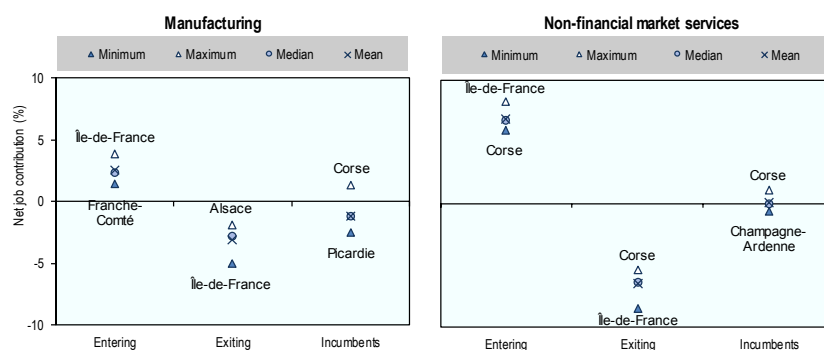 Manufacturing
Minimum Maximum Median Mean
Net job contribution (%)
10
5
0
-5
-10
Île-de-France
Franche-
Comté
Alsace
Île-de-France
Corse
Picardie
Entering Exiting Incumbents
Non-financial market services
Minimum Maximum Median Mean
Île-de-France
Corse
Corse
Île-de-France
Corse
Champagne-
Ardenne
Entering Exiting Incumbents